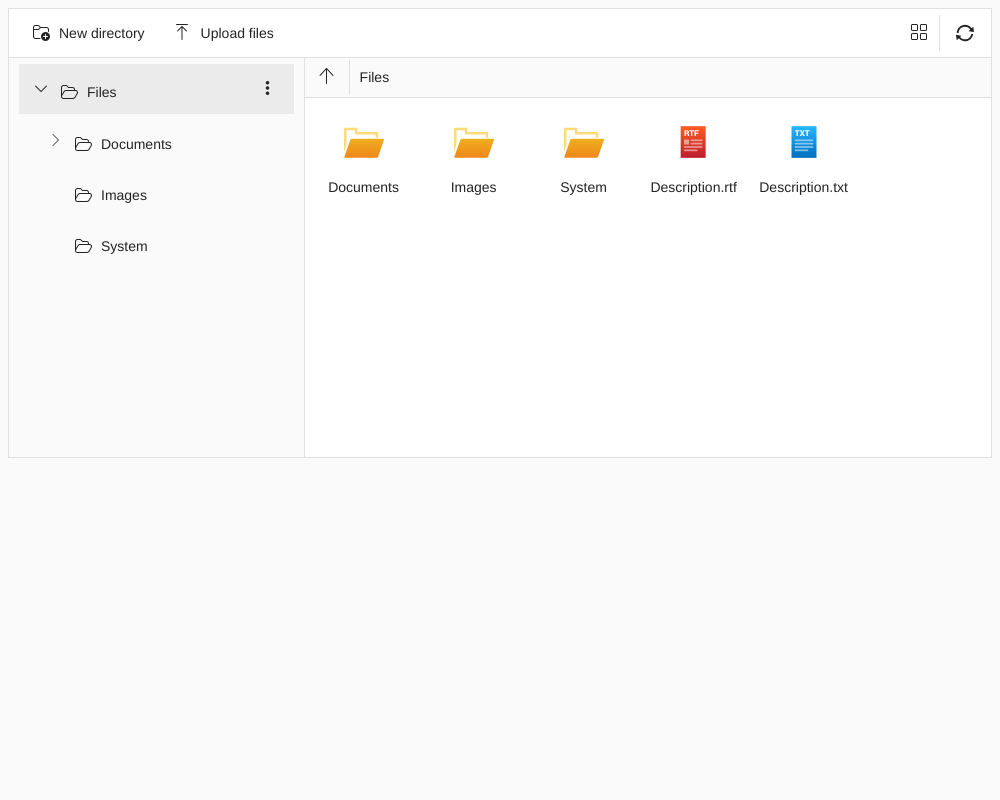 New directory
Upload files
Files
Documents
Images
System
Files
RTF
TXT
Documents
Images
System
Description.rtf
Description.txt